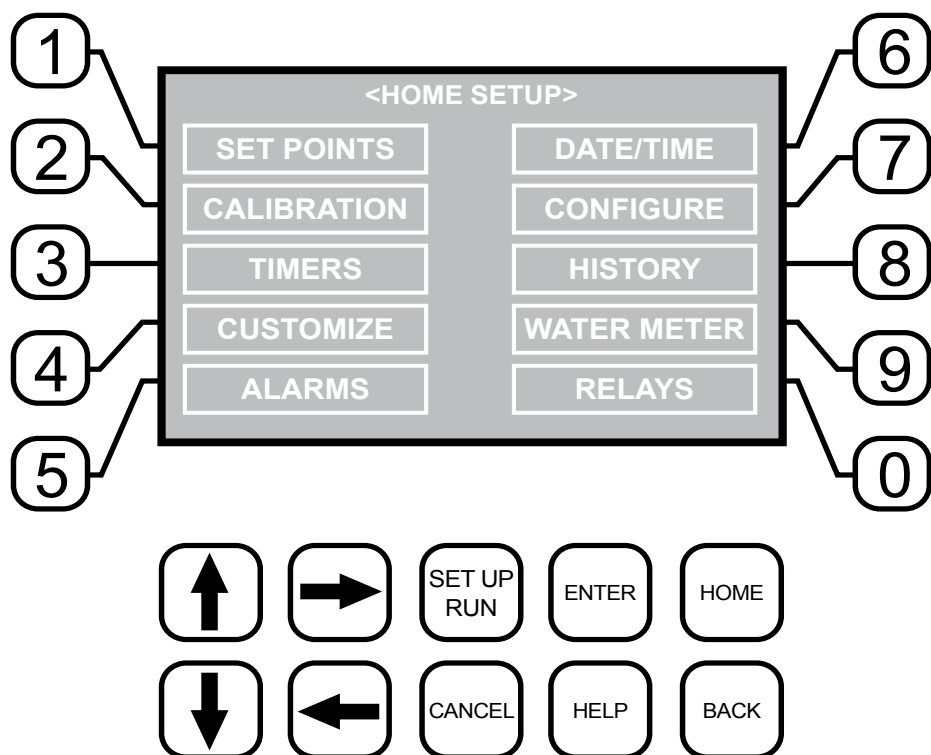 1
6
<HOME SETUP>
SET POINTS
DATE/TIME
2
7
CALIBRATION
CONFIGURE
3
TIMERS
HISTORY
8
CUSTOMIZE
WATER METER
4
9
ALARMS
RELAYS
5
0
SET UP
RUN
ENTER
HOME
CANCEL
HELP
BACK